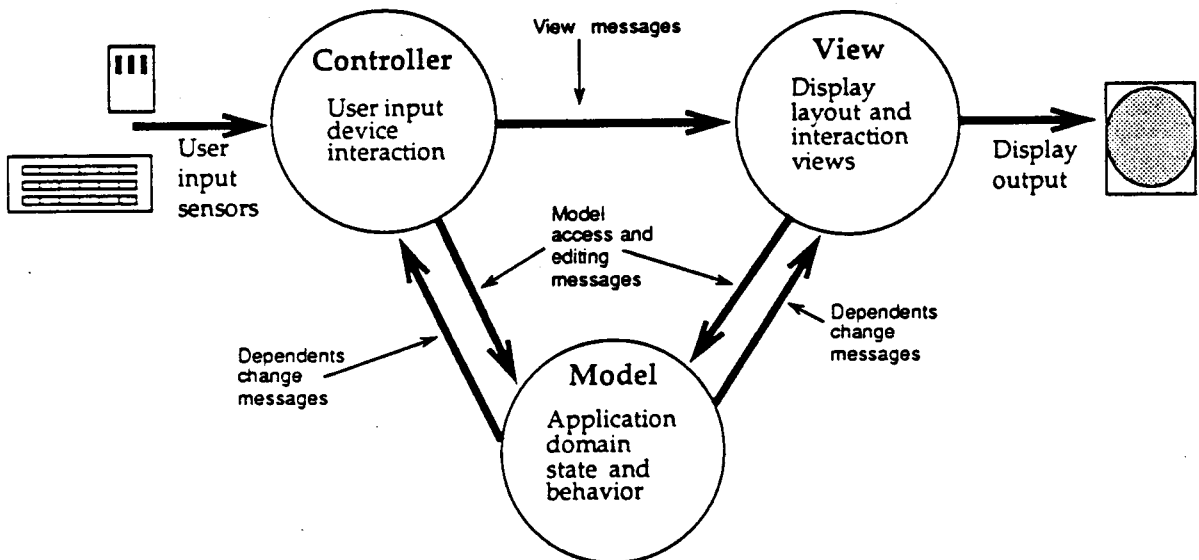 View messages
Controller
User input
device
interaction
View
Display
layout and
interaction
views
User
input
sensors
Display
output
Model
access and
editing
messages
Dependents
change
messages
Dependents
change
messages
Model
Application
domain
state and
behavior